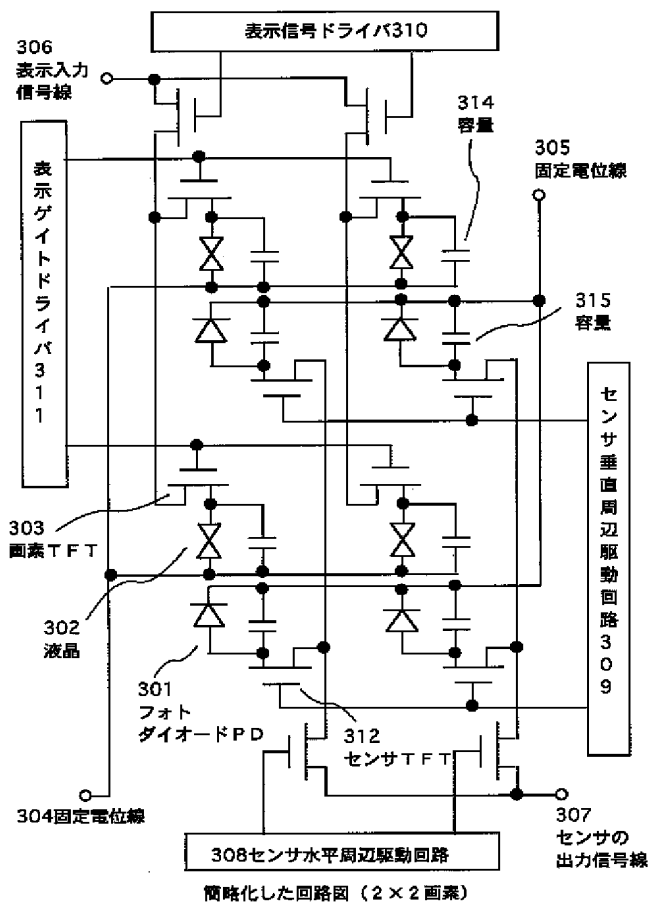 表示信号ドライバ310
306
表示入力
信号線
314
容量
305
固定電位線
表示ゲイトドライバ311
315
容量
センサ垂直周辺駆動回路309
303
画素TFT
302
液晶
301
フォト
ダイオードPD
312
センサTFT
304固定電位線
307
センサの
出力信号線
308センサ水平周辺駆動回路
簡略化した回路図(2×2画素)